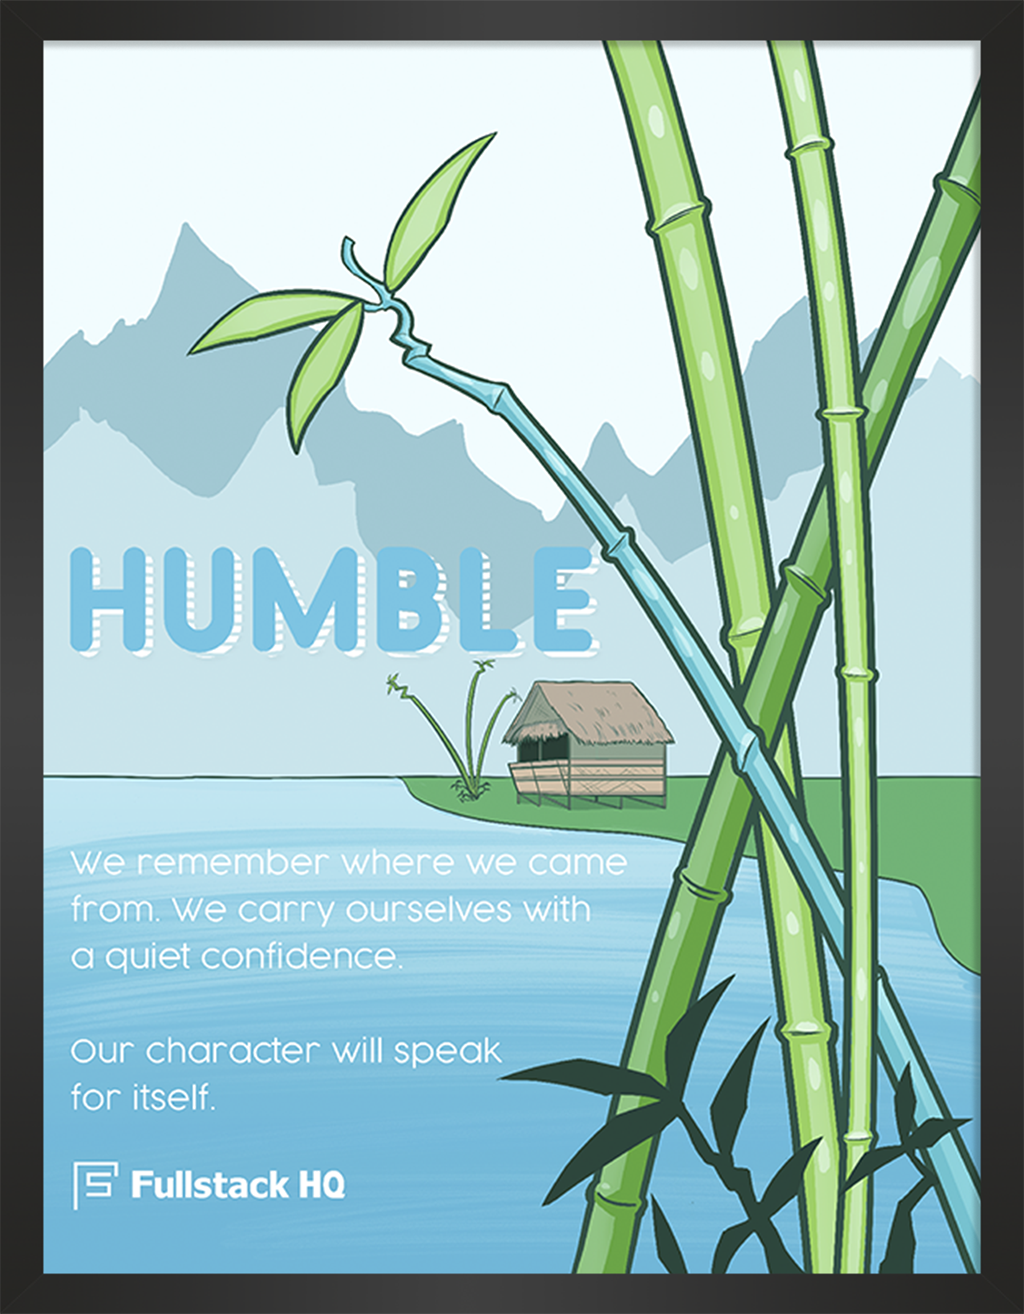 HUMBLE
We remember where we came
from. We carry ourselves with
a quiet confidence.
Our character will speak
for itself.
Fullstack HQ